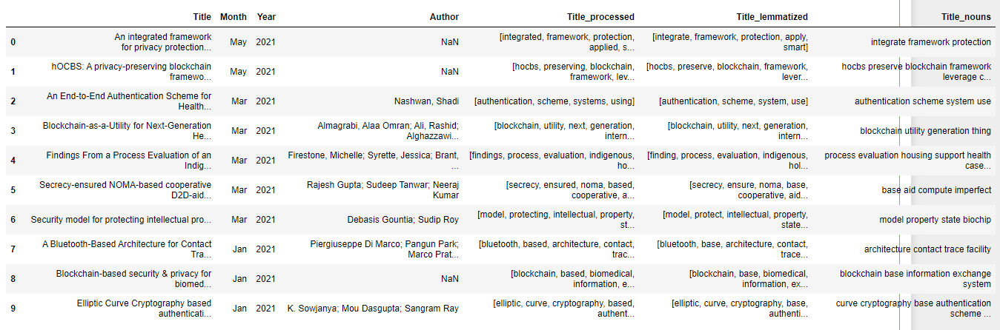 Title Month Year Author Title_processed Title_lemmatized Title_nouns
0 An integrated framework for privacy protection... May 2021 NaN [integrated, framework, protection, applied, s... [integrate, framework, protection, apply, smart] integrate framework protection
1 hOCBS: A privacy-preserving blockchain framewo... May 2021 NaN [hocbs, preserving, blockchain, framework, lev... [hocbs, preserve, blockchain, framework, lever... hocbs preserve blockchain framework leverage c...
2 An End-to-End Authentication Scheme for Health... Mar 2021 Nashwan, Shadi [authentication, scheme, systems, using] [authentication, scheme, system, use] authentication scheme system use
3 Blockchain-as-a-Utility for Next-Generation He... Mar 2021 Almagrabi, Alaa Omran; Ali, Rashid; Alghazzawi... [blockchain, utility, next, generation, intern... [blockchain, utility, next, generation, intern... blockchain utility generation thing
4 Findings From a Process Evaluation of an Indig... Mar 2021 Firestone, Michelle; Syrette, Jessica; Brant, ... [findings, process, evaluation, indigenous, ho... [finding, process, evaluation, indigenous, hol... process evaluation housing support health case...
5 Secrecy-ensured NOMA-based cooperative D2D-aid... Mar 2021 Rajesh Gupta; Sudeep Tanwar; Neeraj Kumar [secrecy, ensured, noma, based, cooperative, a... [secrecy, ensure, noma, base, cooperative, aid... base aid compute imperfect
6 Security model for protecting intellectual pro... Mar 2021 Debasis Gountia; Sudip Roy [model, protecting, intellectual, property, st... [model, protect, intellectual, property, state... model property state biochip
7 A Bluetooth-Based Architecture for Contact Tra... Jan 2021 Piergiuseppe Di Marco; Pangun Park; Marco Prat... [bluetooth, based, architecture, contact, trac... [bluetooth, base, architecture, contact, trace... architecture contact trace facility
8 Blockchain-based security & privacy for biomed... Jan 2021 NaN [blockchain, based, biomedical, information, e... [blockchain, base, biomedical, information, ex... blockchain base information exchange system
9 Elliptic Curve Cryptography based authenticati... Jan 2021 K. Sowjanya; Mou Dasgupta; Sangram Ray [elliptic, curve, cryptography, based, authent... [elliptic, curve, cryptography, base, authenti... curve cryptography base authentication scheme ...